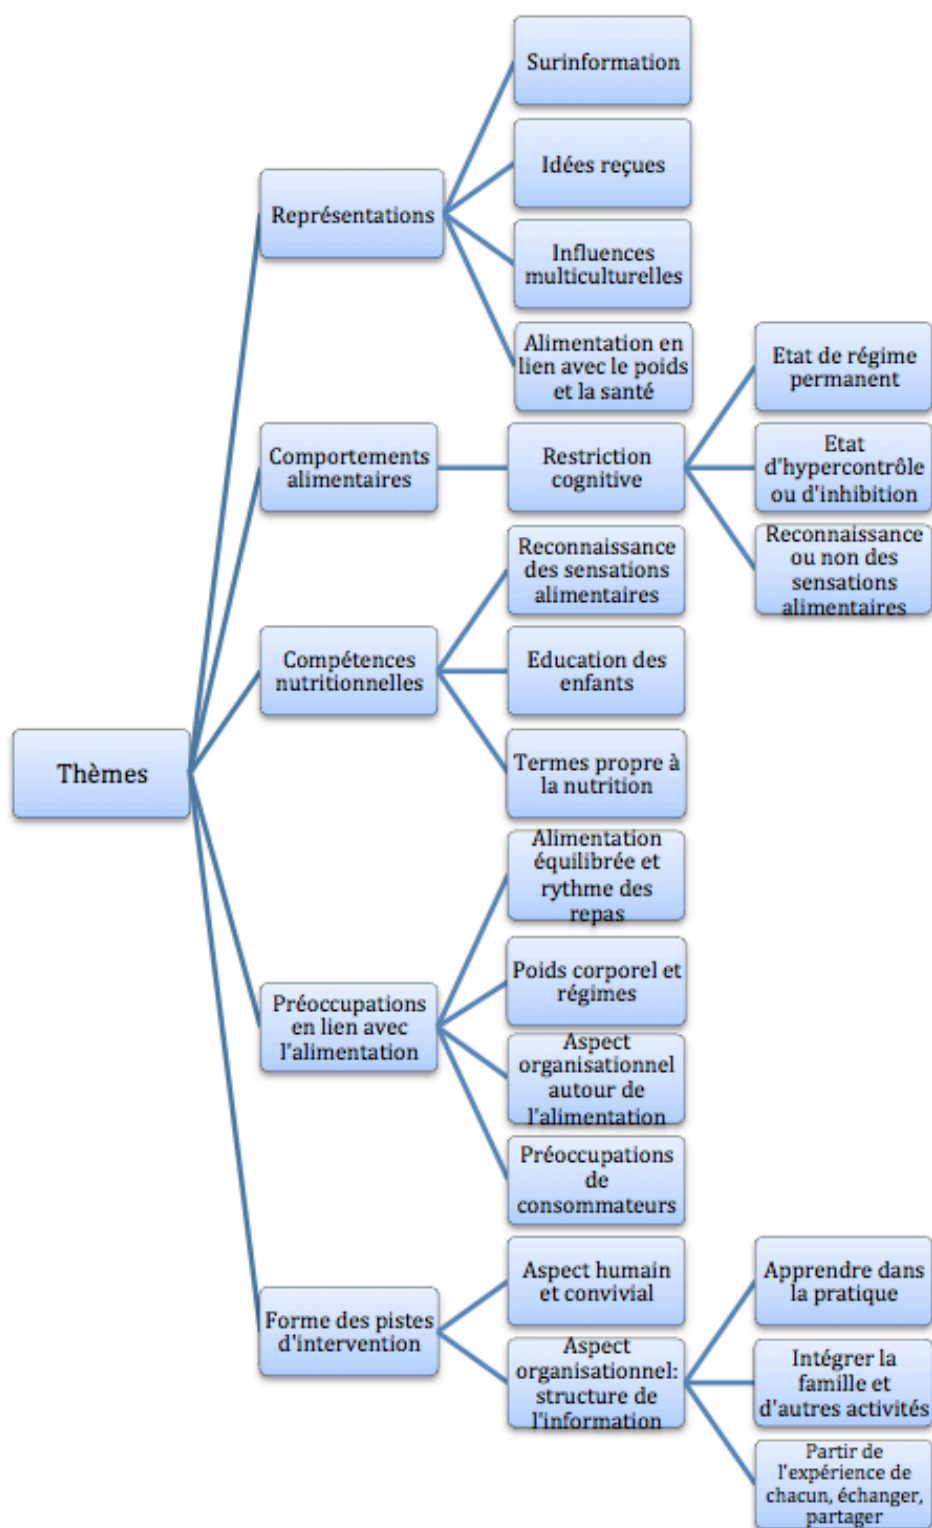 Thèmes
Représentations
Surinformation
Idées reçues
Influences
multiculturelles
Alimentation en
lien avec le poids
et la santé
Comportements
alimentaires
Restriction
cognitive
Etat de régime
permanent
Etat
d'hypercontrôle
ou d'inhibition
Reconnaissance
ou non des
sensations
alimentaires
Compétences
nutritionnelles
Reconnaissance
des sensations
alimentaires
Education des
enfants
Termes propre à
la nutrition
Préoccupations
en lien avec
l'alimentation
Alimentation
équilibrée et
rythme des
repas
Poids corporel et
régimes
Aspect
organisationnel
autour de
l'alimentation
Préoccupations
de
consommateurs
Forme des pistes
d'intervention
Aspect humain
et convivial
Aspect
organisationnel:
structure de
l'information
Apprendre dans
la pratique
Intégrer la
famille et
d'autres activités
Partir de
l'expérience de
chacun, échanger,
partager